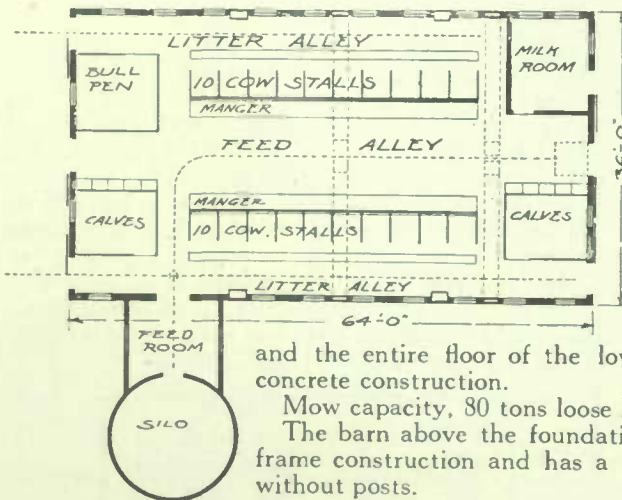 LITTER ALLEY
BULL PEN
10 COW STALLS
MANGER
MILK ROOM
FEED ALLEY
36'-0"
MANGER
CALVES
10 COW. STALLS
CALVES
LITTER ALLEY
64'-0"
FEED ROOM
SILO
and the entire floor of the
concrete construction.
Mow capacity, 80 tons loose
The barn above the
frame construction and has a
without posts.